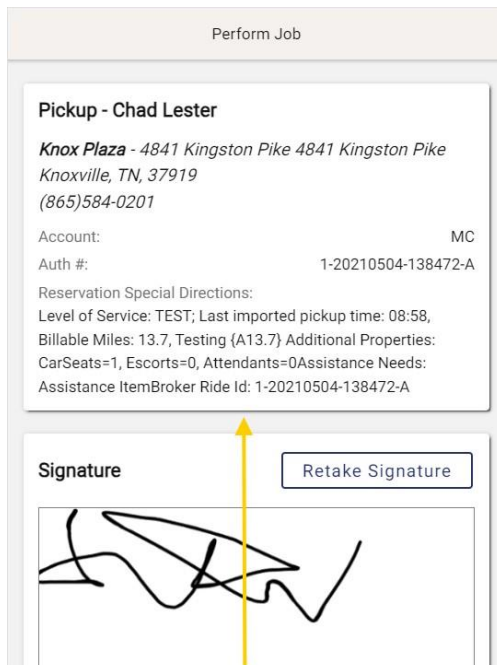 Perform Job
Pickup - Chad Lester
Knox Plaza - 4841 Kingston Pike 4841 Kingston Pike
Knoxville, TN, 37919
(865)584-0201
Account: MC
Auth #: 1-20210504-138472-A
Reservation Special Directions:
Level of Service: TEST; Last imported pickup time: 08:58,
Billable Miles: 13.7, Testing {A13.7} Additional Properties:
CarSeats=1, Escorts=0, Attendants=0Assistance Needs:
Assistance ItemBroker Ride Id: 1-20210504-138472-A
Signature Retake Signature